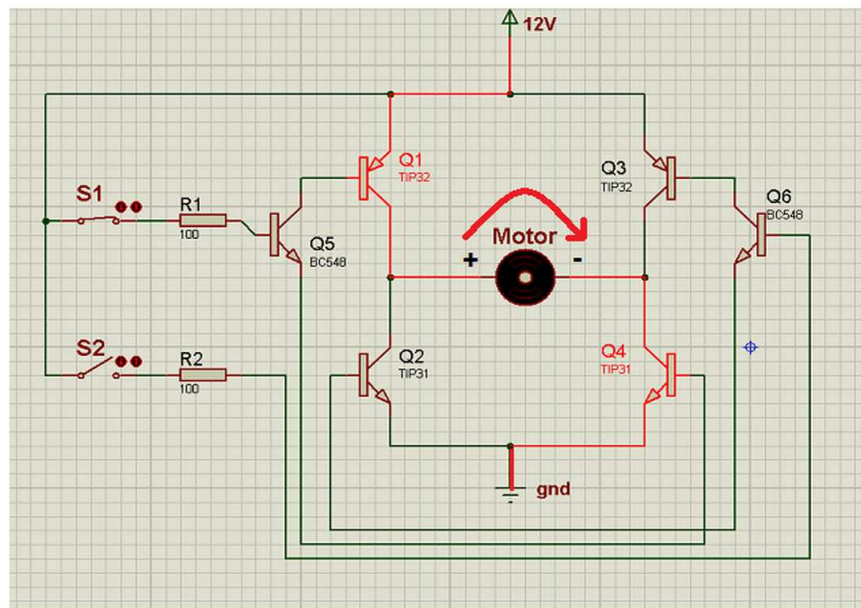 12V
Q1
TIP32
Q3
TIP32
S1
R1
100
Q5
BC548
Motor
+
-
Q6
BC548
S2
R2
100
Q2
TIP31
Q4
TIP31
gnd